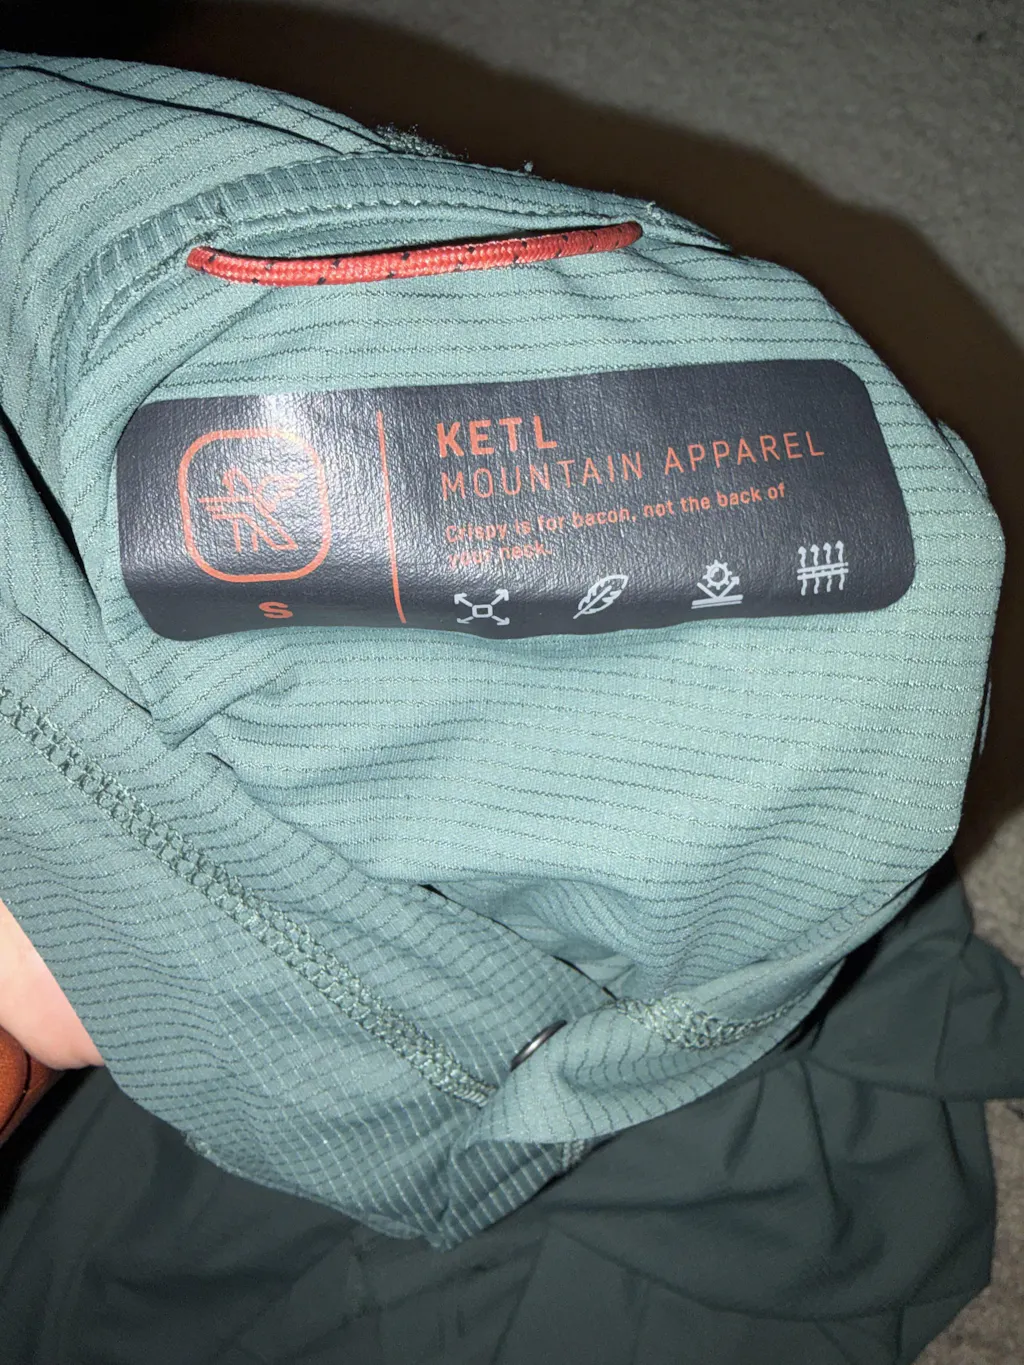 KETL
MOUNTAIN APPAREL
Crispy is for bacon, not the back of
your neck.
S